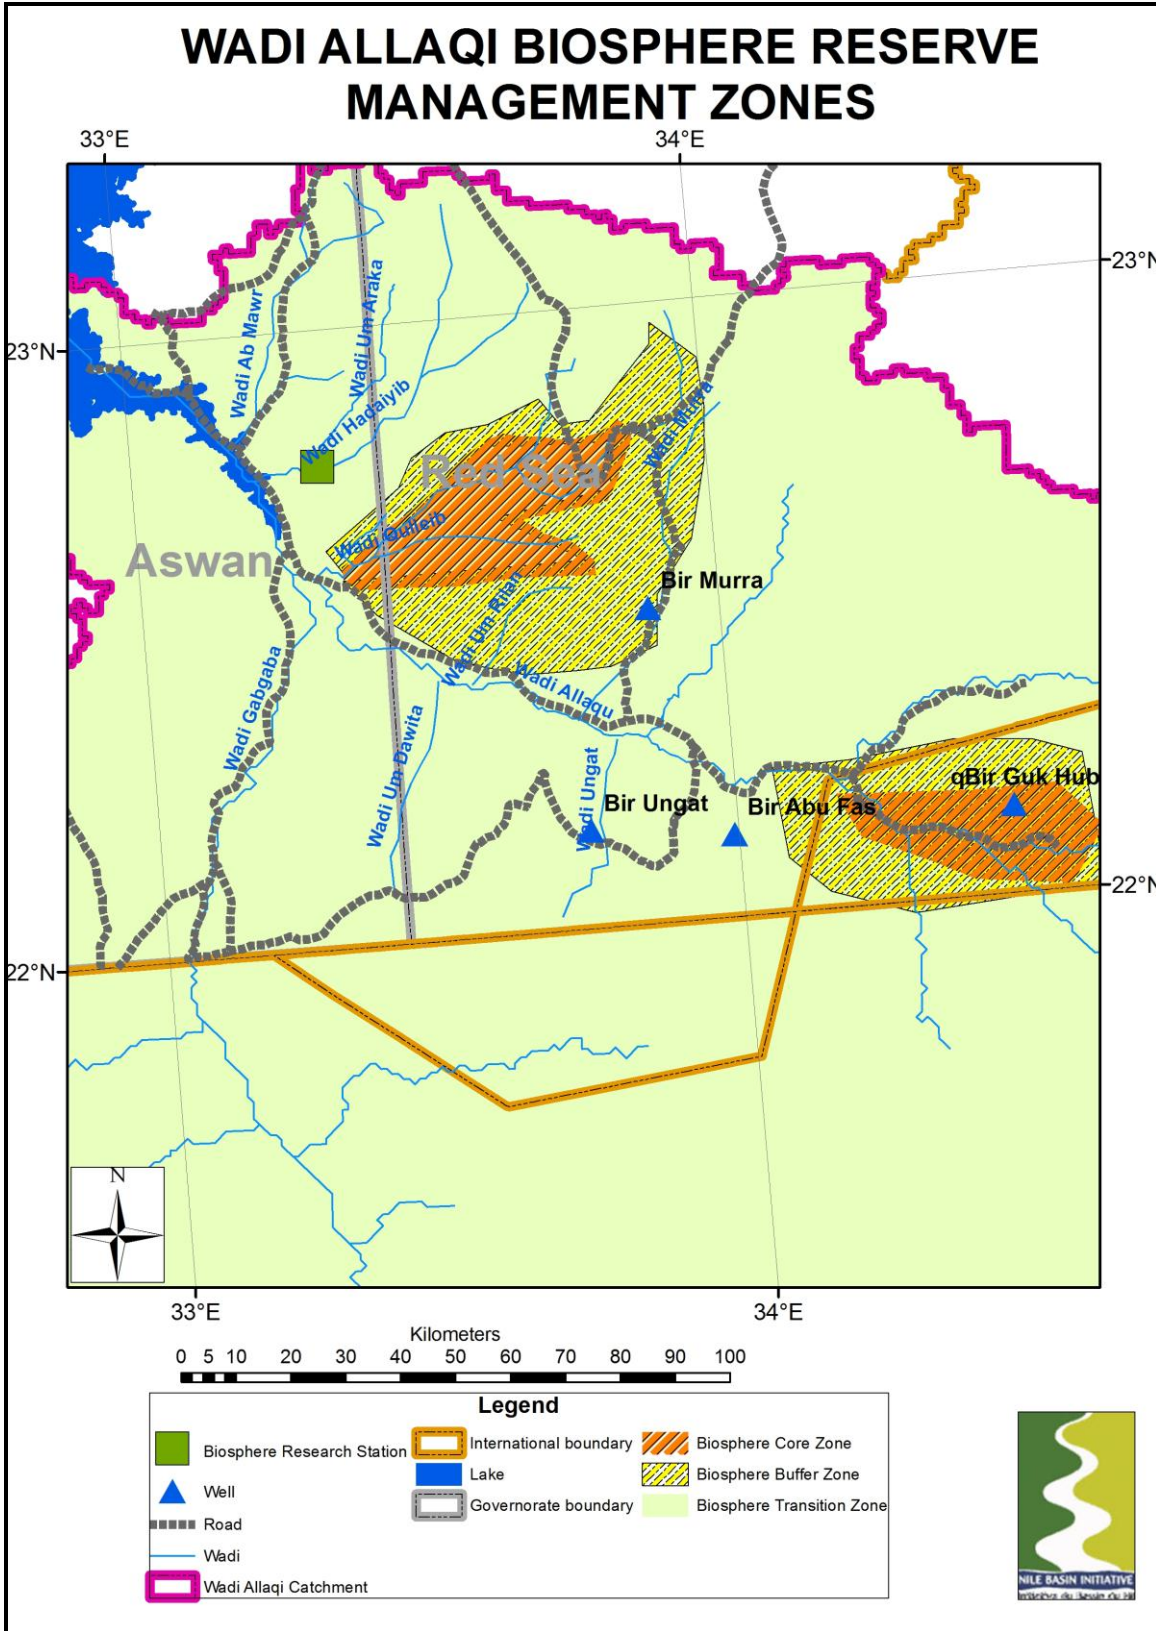 WADI ALLAQI BIOSPHERE RESERVE
MANAGEMENT ZONES
33°E
34°E
23°N
23°N
Wadi Ab Mawr
Wadi Um Araka
Wadi Hadaiyib
Wadi Murra
Red Sea
Wadi Qulieib
Aswan
Bir Murra
Wadi Um Rilan
Wadi Allaqu
Wadi Gabgaba
Wadi Um Dawita
Wadi Ungat
Bir Ungat
Bir Abu Fas
qBir Guk Hub
22°N
22°N
N
33°E
34°E
Kilometers
0 5 10 20 30 40 50 60 70 80 90 100
Legend
Biosphere Research Station
Well
Road
Wadi
Wadi Allaqi Catchment
International boundary
Lake
Governorate boundary
Biosphere Core Zone
Biosphere Buffer Zone
Biosphere Transition Zone
NILE BASIN INITIATIVE